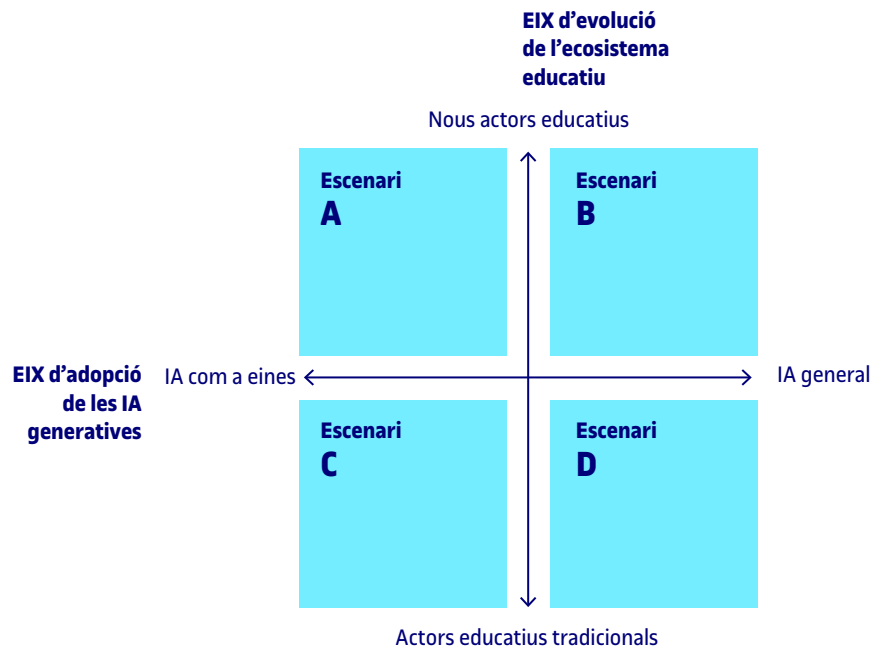 EIX d’evolució
de l’ecosistema
educatiu
Nous actors educatius
Escenari
A
Escenari
B
EIX d’adopció
de les IA
generatives
IA com a eines
IA general
Escenari
C
Escenari
D
Actors educatius tradicionals